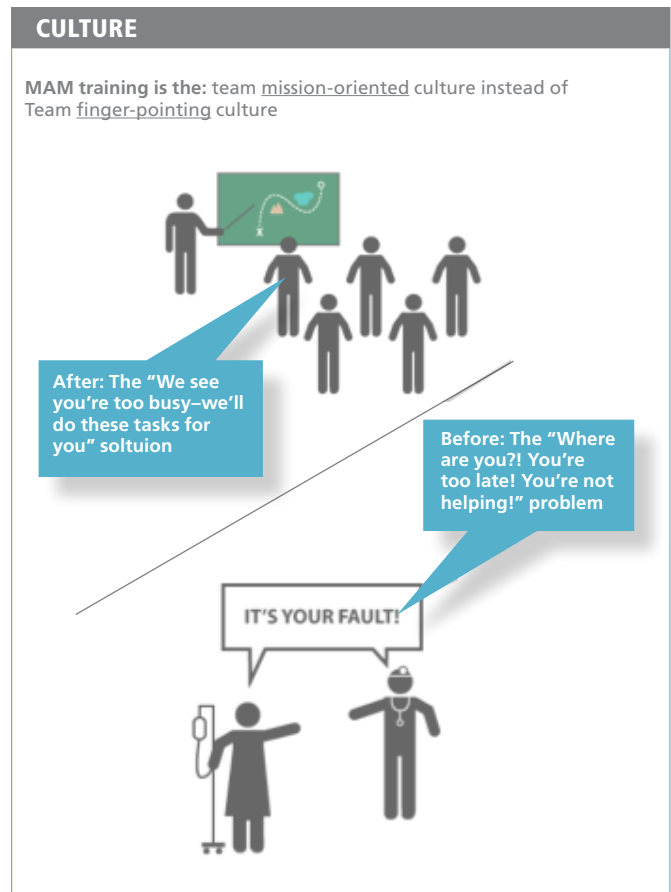 CULTURE
MAM training is the: team mission-oriented culture instead of
Team finger-pointing culture
After: The “We see
you’re too busy–we’ll
do these tasks for
you” soltuion
Before: The “Where
are you?! You’re
too late! You’re not
helping!” problem
IT’S YOUR FAULT!